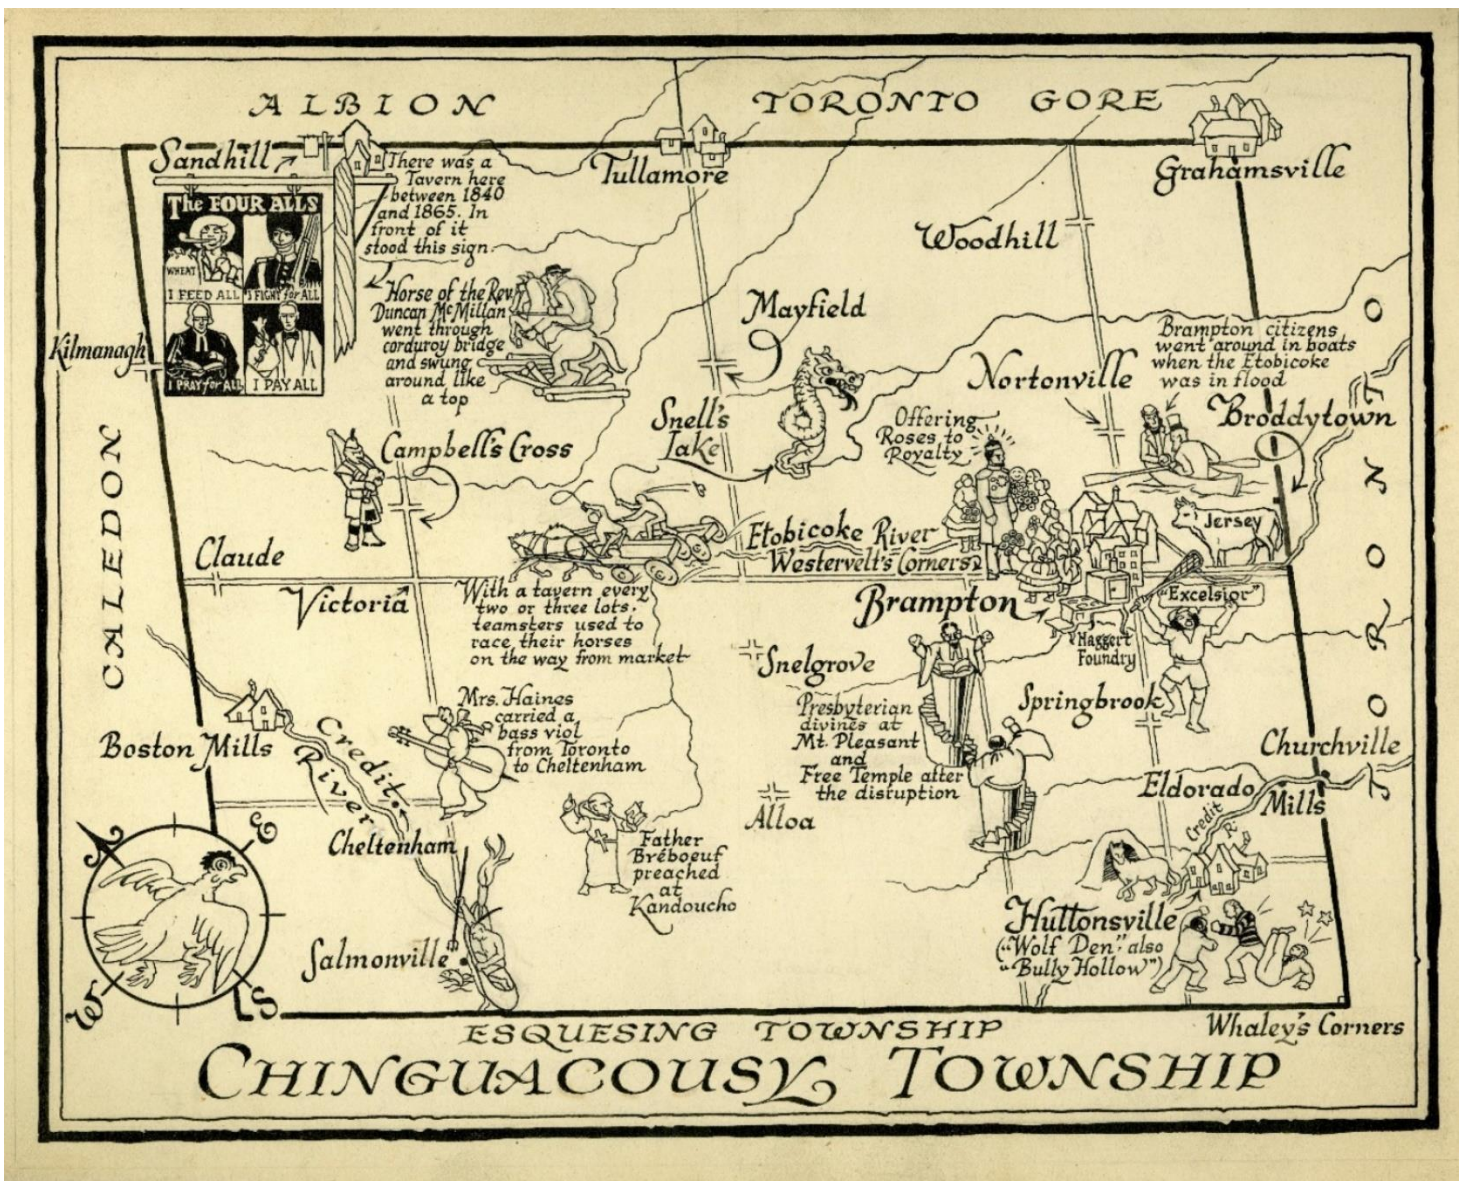 ALBION
TORONTO GORE
Sandhill
There was a
Tavern here
between 1840
and 1865. In
front of it
stood this sign.
Tullamore
Grahamsville
The FOUR ALLS
WHEAT
I FEED ALL
I FIGHT for ALL
I PRAY for ALL
I PAY ALL
Woodhill
Kilmanagh
Horse of the Rev.
Duncan McMillan
went through
corduroy bridge
and swung
around like
a top
Mayfield
Nortonville
Brampton citizens
went around in boats
when the Etobicoke
was in flood
Broddytown
Snell's
Lake
Offering
Roses to
Royalty
Campbell's Cross
CALEDON
TORONTO
Jersey
Claude
Etobicoke River
Westervelt's Corners
Victoria
With a tavern every
two or three lots.
teamsters used to
race their horses
on the way from market
Brampton
"Excelsior"
Haggert
Foundry
Snelgrove
Springbrook
Boston Mills
Credit
River
Mrs. Haines
carried a
bass viol
from Toronto
to Cheltenham
Presbyterian
divines at
Mt. Pleasant
and
Free Temple after
the disruption
Churchville
Eldorado
Mills
Credit
R.
Alloa
Cheltenham
Father
Bréboeuf
preached
at
Kandoucho
N
E
W
S
Salmonville
Huttonsville
("Wolf Den" also
"Bully Hollow")
ESQUESING TOWNSHIP
Whaley's Corners
CHINGUACOUSY TOWNSHIP